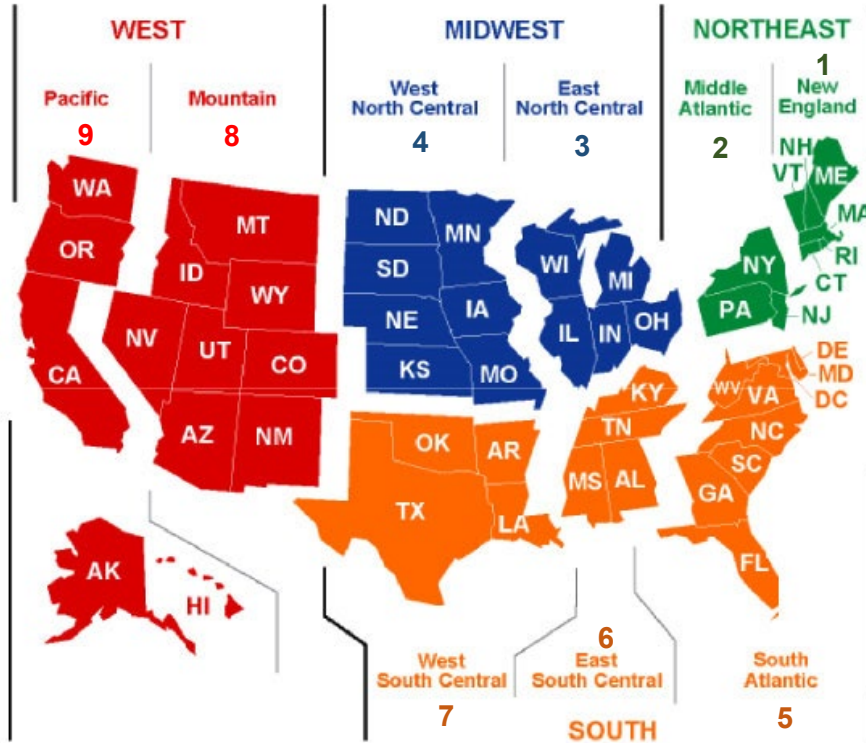 WEST
MIDWEST
NORTHEAST
1
Pacific
Mountain
West
North Central
East
North Central
Middle
Atlantic
New
England
9
8
4
3
2
NH
VT
ME
MA
RI
CT
NY
PA
NJ
WA
OR
CA
MT
ID
WY
NV
UT
CO
AZ
NM
ND
MN
SD
NE
IA
KS
MO
WI
MI
IL
IN
OH
DE
MD
DC
WV
VA
KY
TN
NC
SC
MS
AL
GA
FL
OK
AR
TX
LA
AK
HI
6
West
South Central
East
South Central
South
Atlantic
7
5
SOUTH